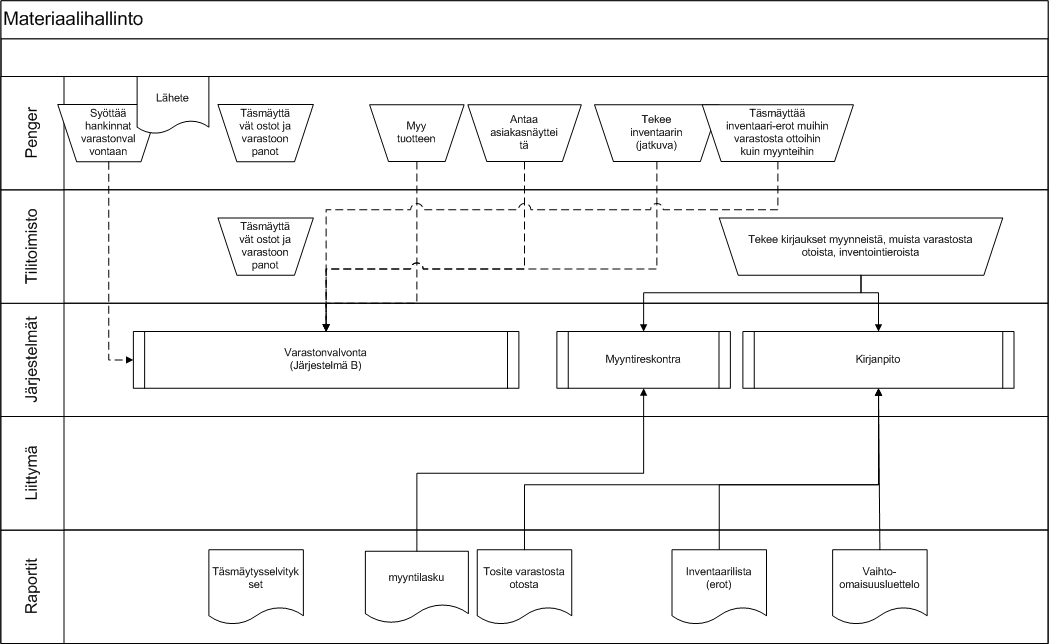 Materiaalihallinto
Penger
Syöttää
hankinnat
varastonval
vontaan
Lähete
Täsmäyttä
vät ostot ja
varastoon
panot
Myy
tuotteen
Antaa
asiakasnäyttei
tä
Tekee
inventaarin
(jatkuva)
Täsmäyttää
inventaari-erot muihin
varastosta ottoihin
kuin myynteihin
Tilitoimisto
Täsmäyttä
vät ostot ja
varastoon
panot
Tekee kirjaukset myynneistä, muista varastosta
otoista, inventointieroista
Järjestelmät
Varastonvalvonta
(Järjestelmä B)
Myyntireskontra
Kirjanpito
Liittymä
Raportit
Täsmäytysselvityk
set
myyntilasku
Tosite varastosta
otosta
Inventaarilista
(erot)
Vaihto-
omaisuusluettelo